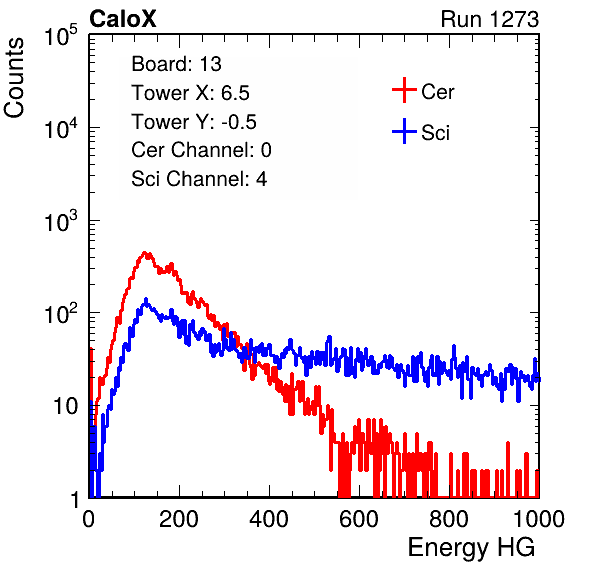 CaloX Run 1273
Counts
10^5
10^4
10^3
10^2
10
1
Board: 13
Tower X: 6.5
Tower Y: -0.5
Cer Channel: 0
Sci Channel: 4
Cer
Sci
0 200 400 600 800 1000
Energy HG